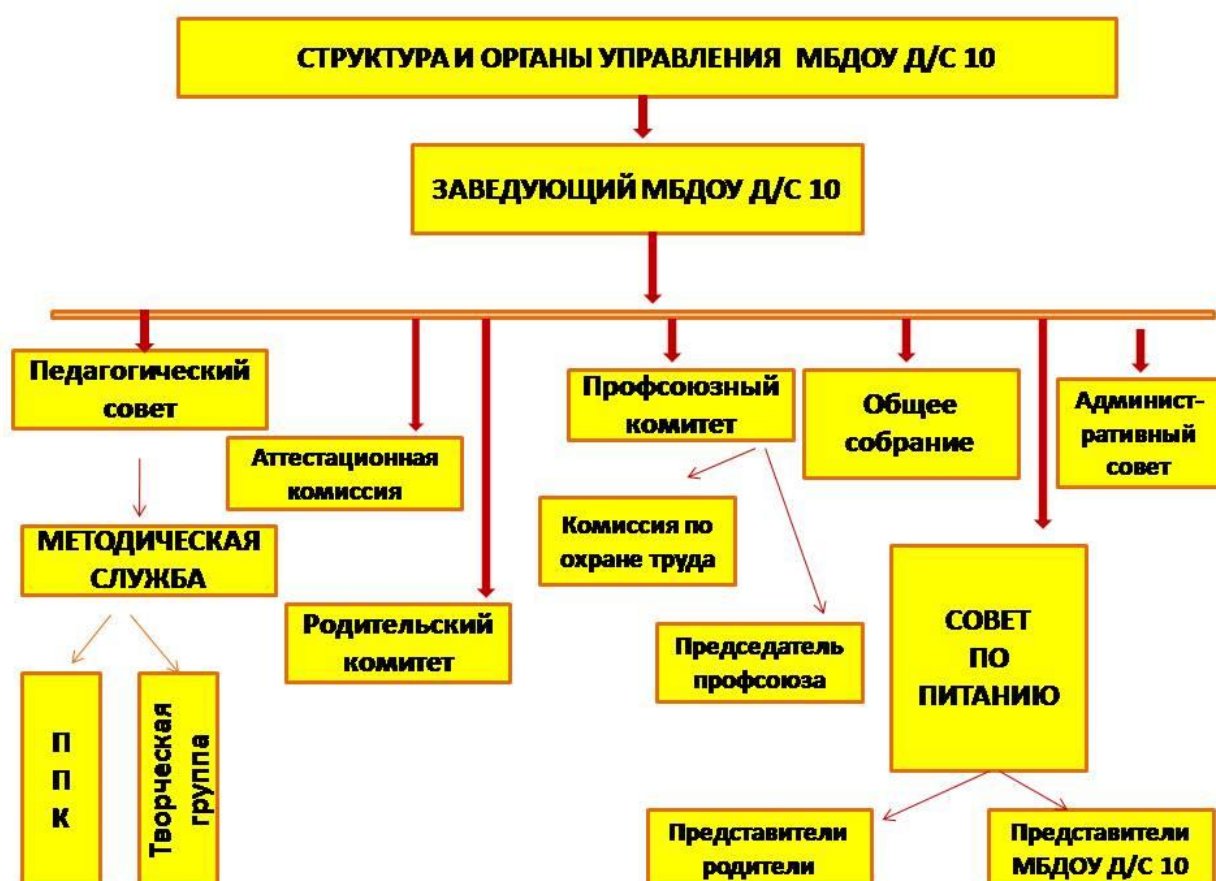 СТРУКТУРА И ОРГАНЫ УПРАВЛЕНИЯ МБДОУ Д/С 10
ЗАВЕДУЮЩИЙ МБДОУ Д/С 10
Педагогический
совет
Аттестационная
комиссия
Родительский
комитет
Профсоюзный
комитет
Общее
собрание
Админист-
ративный
совет
МЕТОДИЧЕСКАЯ
СЛУЖБА
Комиссия по
охране труда
Председатель
профсоюза
СОВЕТ
ПО
ПИТАНИЮ
П
П
К
Творческая
группа
Представители
родители
Представители
МБДОУ Д/С 10